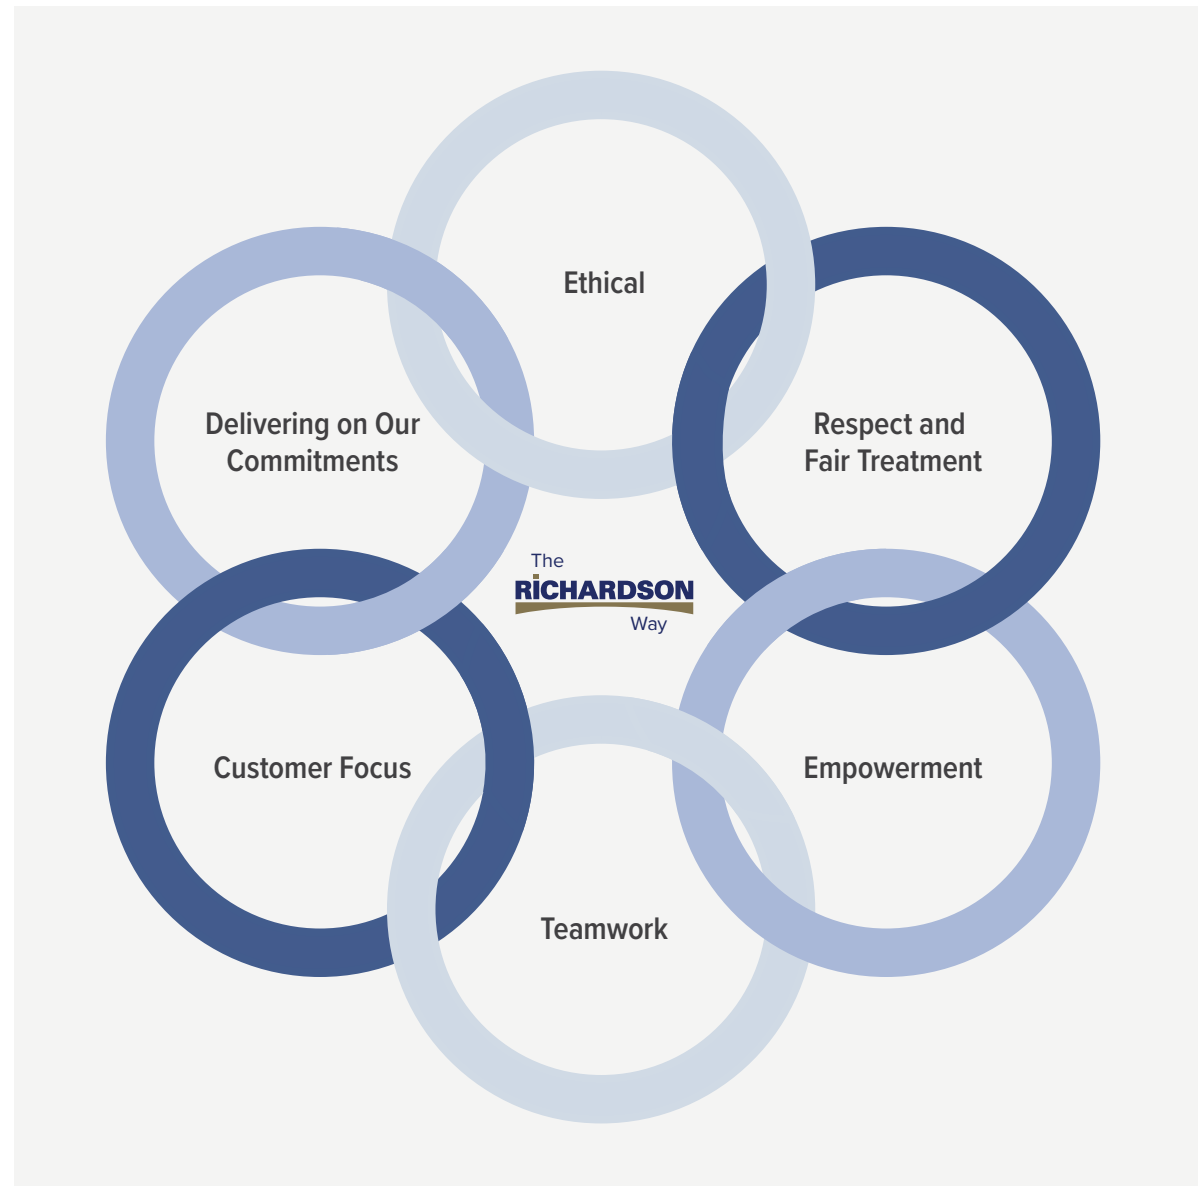 Ethical
Delivering on Our
Commitments
Respect and
Fair Treatment
The
RiCHARDSON
Way
Customer Focus
Empowerment
Teamwork